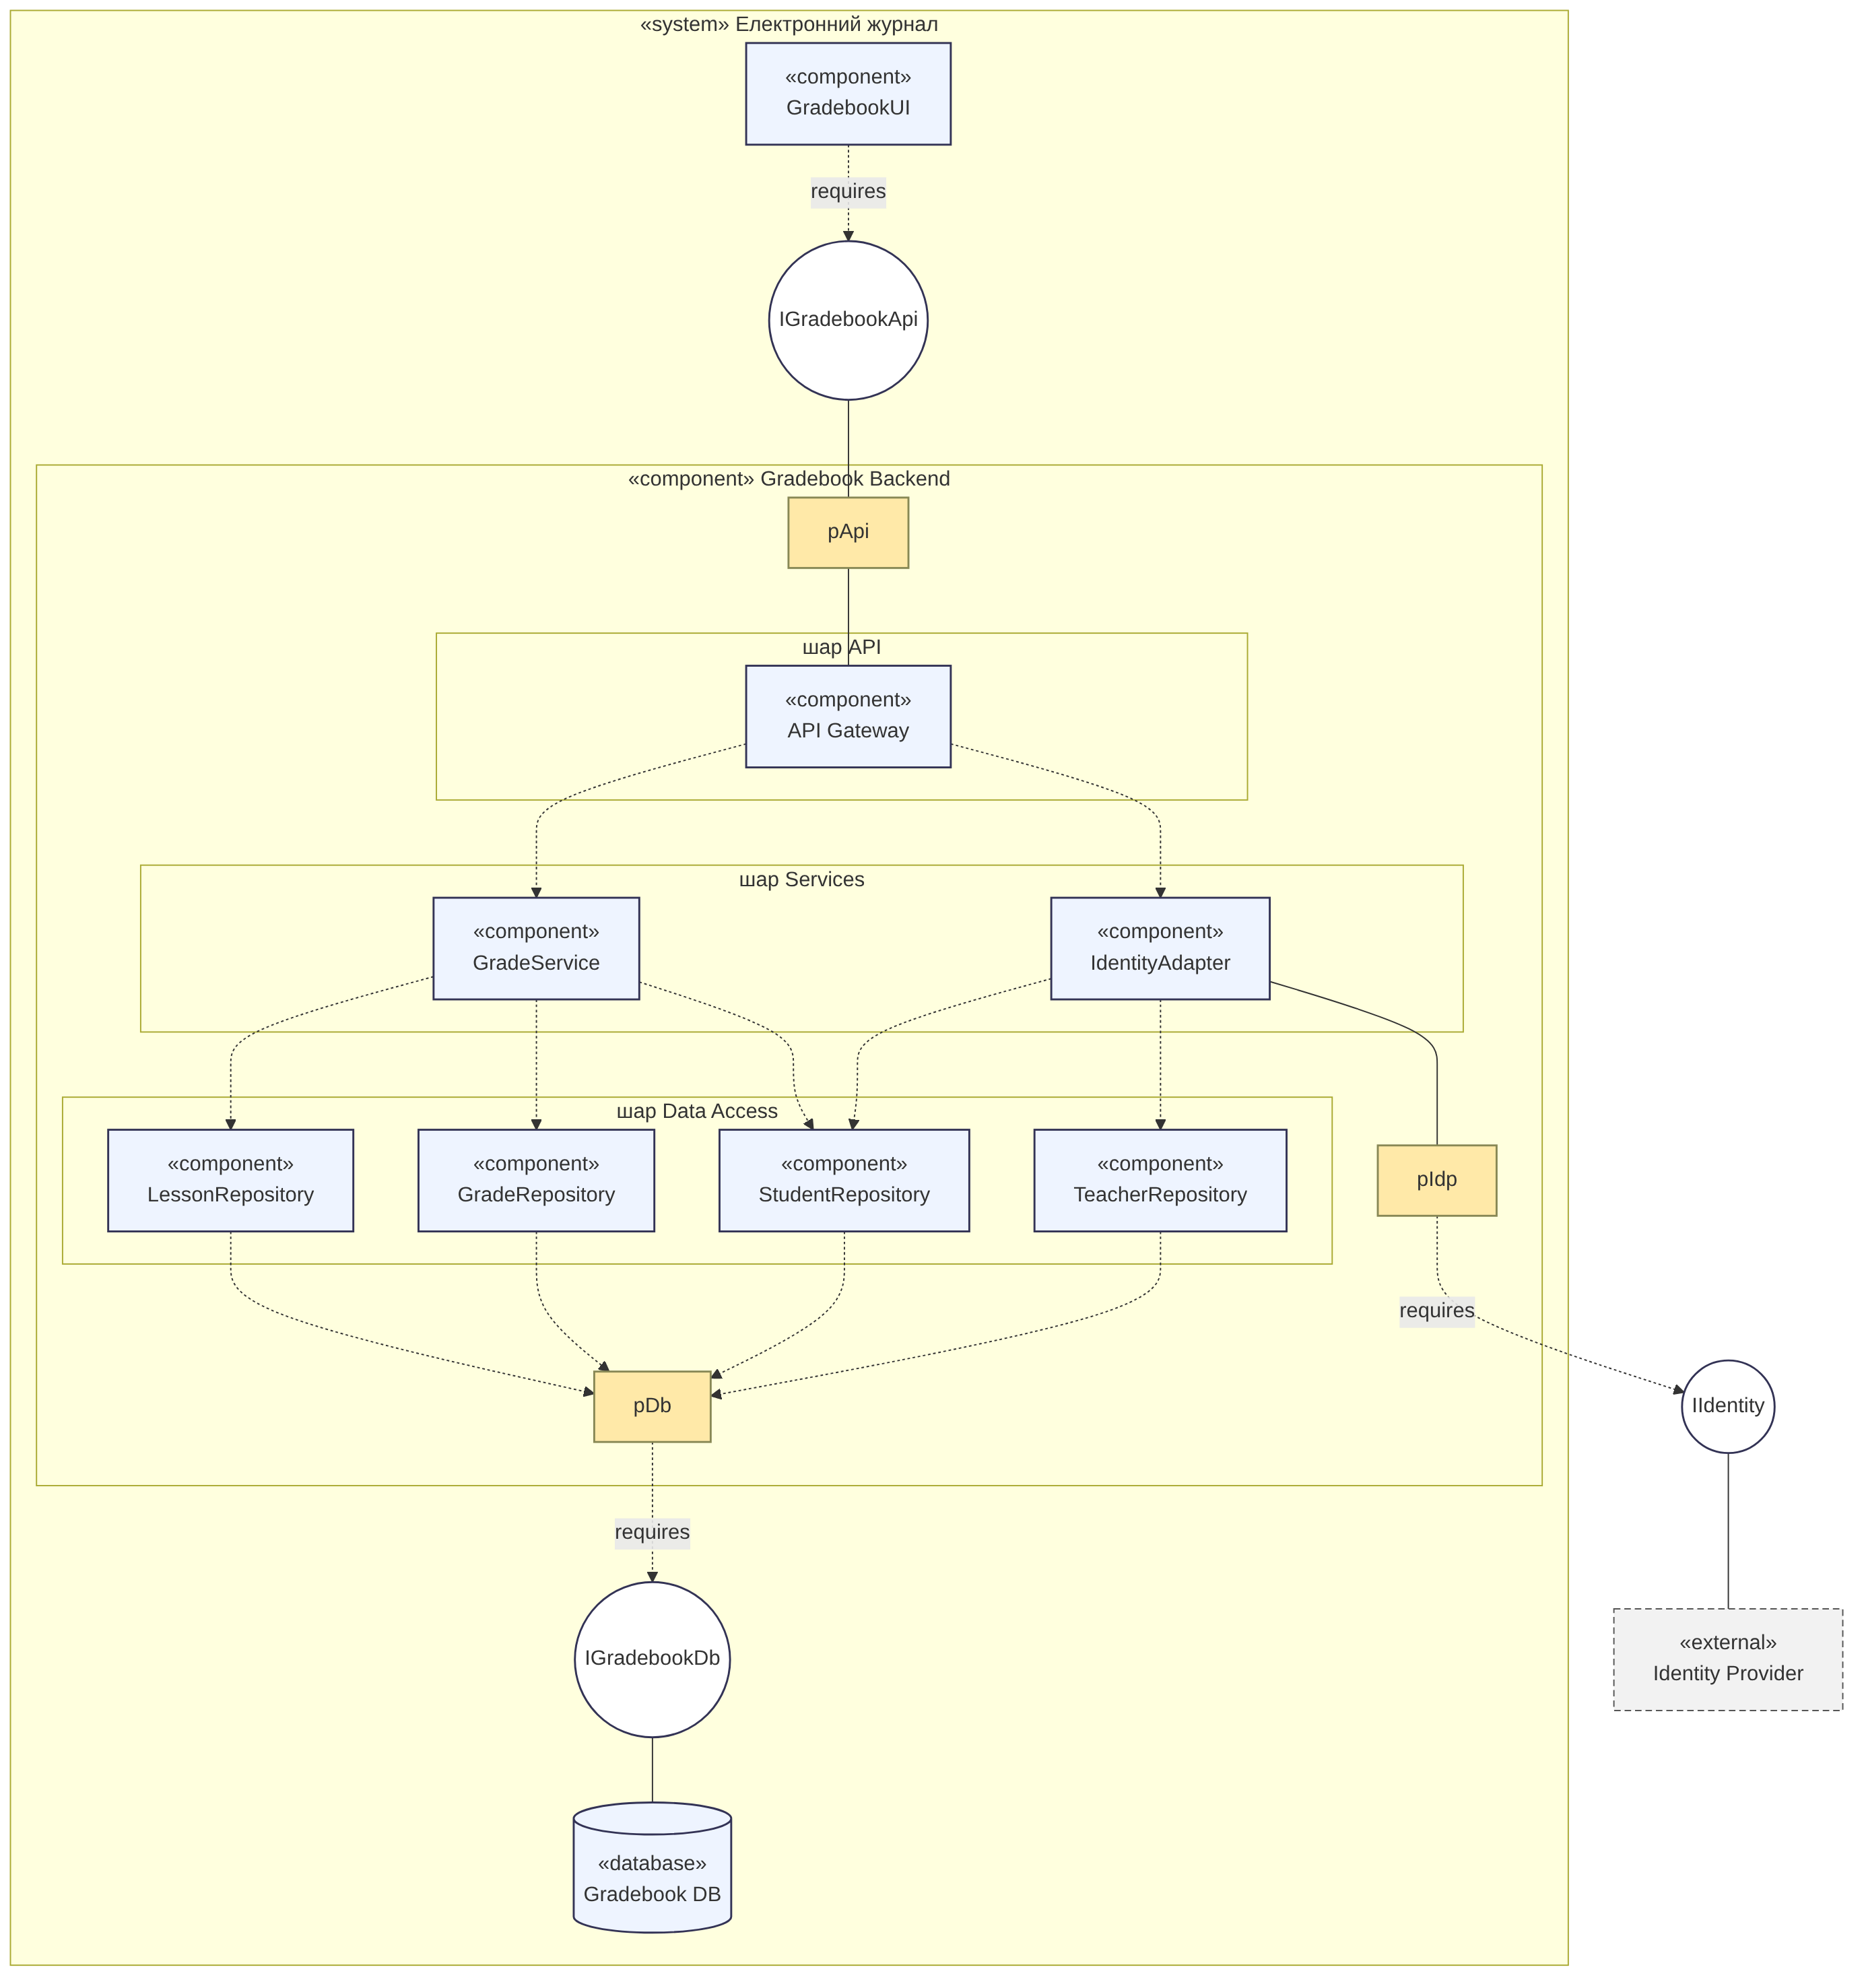 «system» Електронний журнал
«component»
GradebookUI
requires
IGradebookApi
«component» Gradebook Backend
pApi
шар API
«component»
API Gateway
шар Services
«component»
GradeService
«component»
IdentityAdapter
шар Data Access
«component»
LessonRepository
«component»
GradeRepository
«component»
StudentRepository
«component»
TeacherRepository
pIdp
requires
pDb
IIdentity
requires
IGradebookDb
«external»
Identity Provider
«database»
Gradebook DB